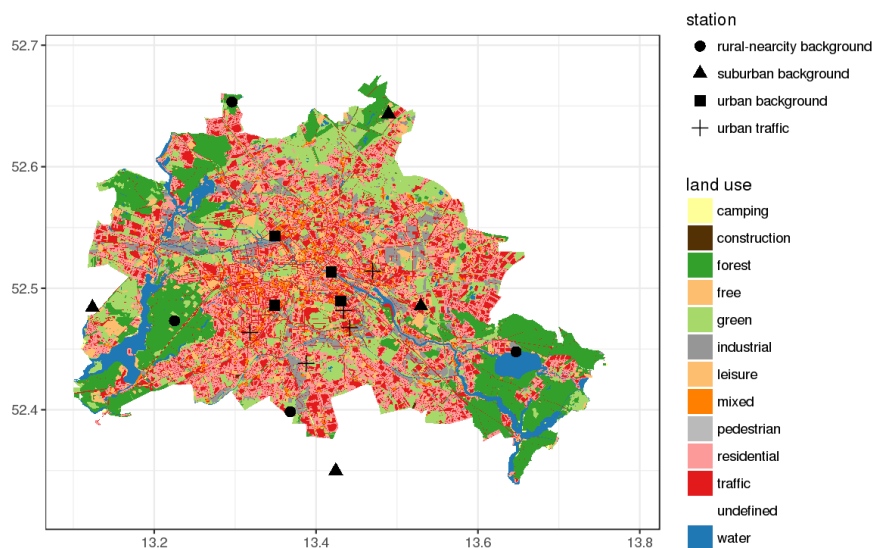 station
rural-nearcity background
suburban background
urban background
urban traffic
land use
camping
construction
forest
free
green
industrial
leisure
mixed
pedestrian
residential
traffic
undefined
water
52.7
52.6
52.5
52.4
13.2 13.4 13.6 13.8